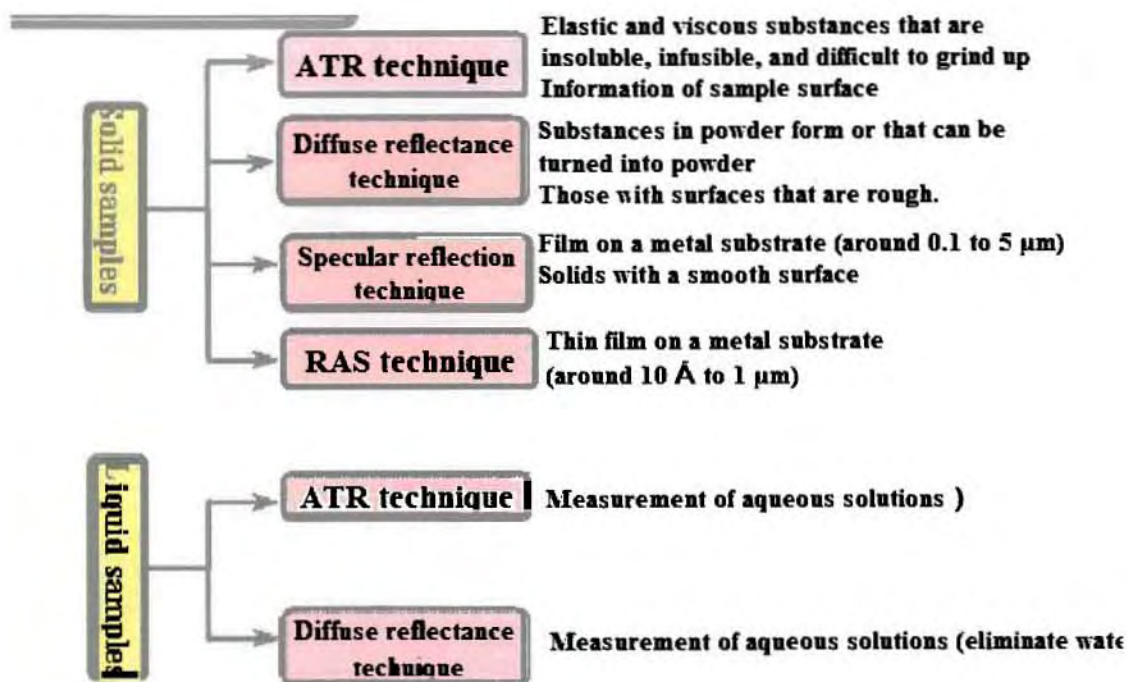 Solid samples
ATR technique
Elastic and viscous substances that are
insoluble, infusible, and difficult to grind up
Information of sample surface
Diffuse reflectance
technique
Substances in powder form or that can be
turned into powder
Those with surfaces that are rough.
Specular reflection
technique
Film on a metal substrate (around 0.1 to 5 μm)
Solids with a smooth surface
RAS technique
Thin film on a metal substrate
(around 10 Å to 1 μm)
Liquid samples
ATR technique
Measurement of aqueous solutions )
Diffuse reflectance
technique
Measurement of aqueous solutions (eliminate wate